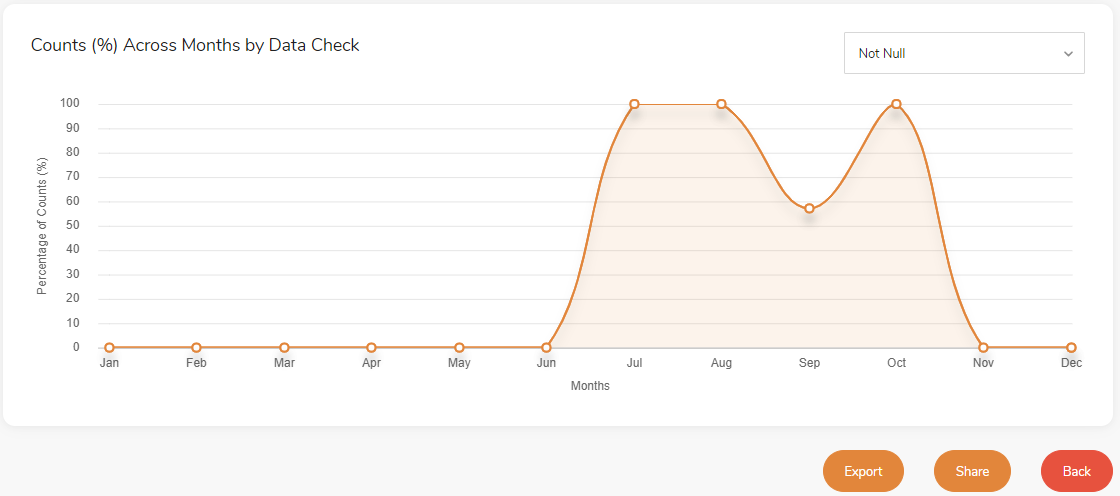 Counts (%) Across Months by Data Check
Not Null
Percentage of Counts (%)
100
90
80
70
60
50
40
30
20
10
0
Jan Feb Mar Apr May Jun Jul Aug Sep Oct Nov Dec
Months
Export Share Back